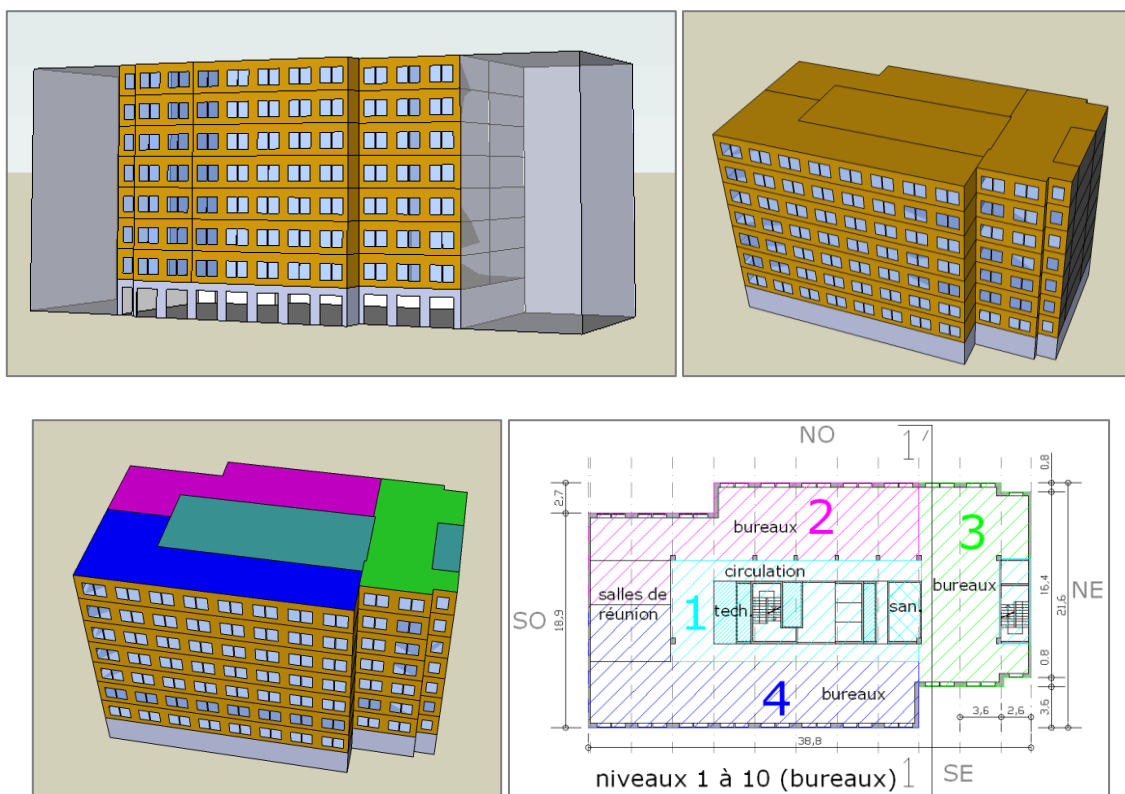 NO
1'
0,8
2,7
2
bureaux
3
circulation
bureaux
salles de
réunion
1
tech.
san.
SO
18,9
16,4
21,6
NE
4
bureaux
0,8
3,6
3,6
2,6
38,8
niveaux 1 à 10 (bureaux)
1
SE